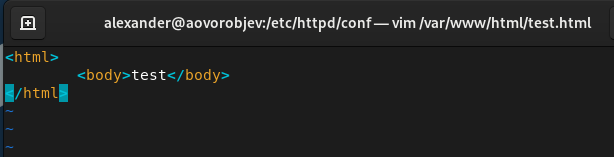 alexander@aovorobjev:/etc/httpd/conf — vim /var/www/html/test.html
<html>
        <body>test</body>
</html>
~
~
~